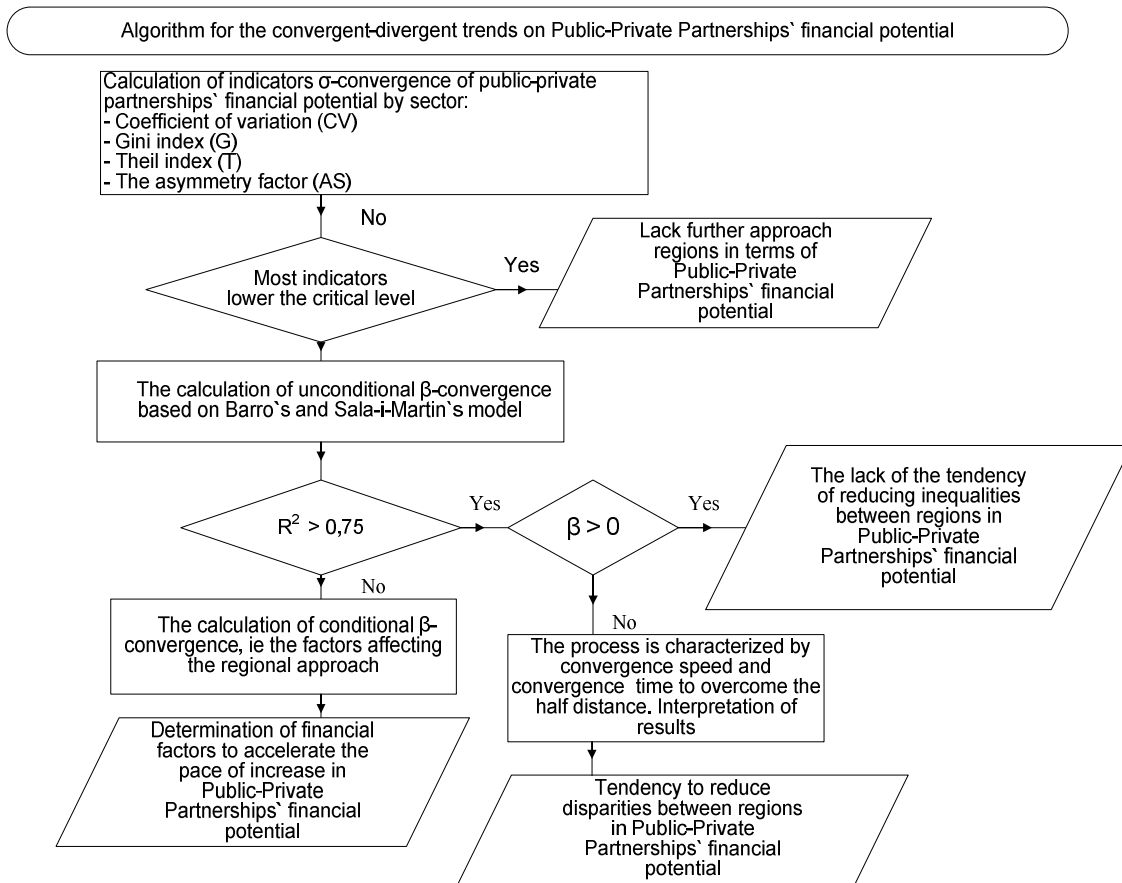 Algorithm for the convergent-divergent trends on Public-Private Partnerships` financial potential
Calculation of indicators σ-convergence of public-private
partnerships` financial potential by sector:
- Coefficient of variation (CV)
- Gini index (G)
- Theil index (T)
- The asymmetry factor (AS)
No
Most indicators
lower the critical level
Yes
Lack further approach
regions in terms of
Public-Private
Partnerships` financial
potential
The calculation of unconditional β-convergence
based on Barro`s and Sala-i-Martin`s model
R² > 0,75
Yes
β > 0
Yes
The lack of the tendency
of reducing inequalities
between regions in
Public-Private
Partnerships` financial
potential
No
The calculation of conditional β-
convergence, ie the factors affecting
the regional approach
No
The process is characterized by
convergence speed and
convergence time to overcome the
half distance. Interpretation of
results
Determination of financial
factors to accelerate the
pace of increase in
Public-Private
Partnerships` financial
potential
Tendency to reduce
disparities between regions
in Public-Private
Partnerships` financial
potential